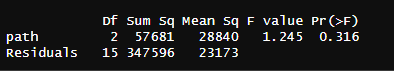 Df Sum Sq Mean Sq F value Pr(>F)
path 2 57681 28840 1.245 0.316
Residuals 15 347596 23173